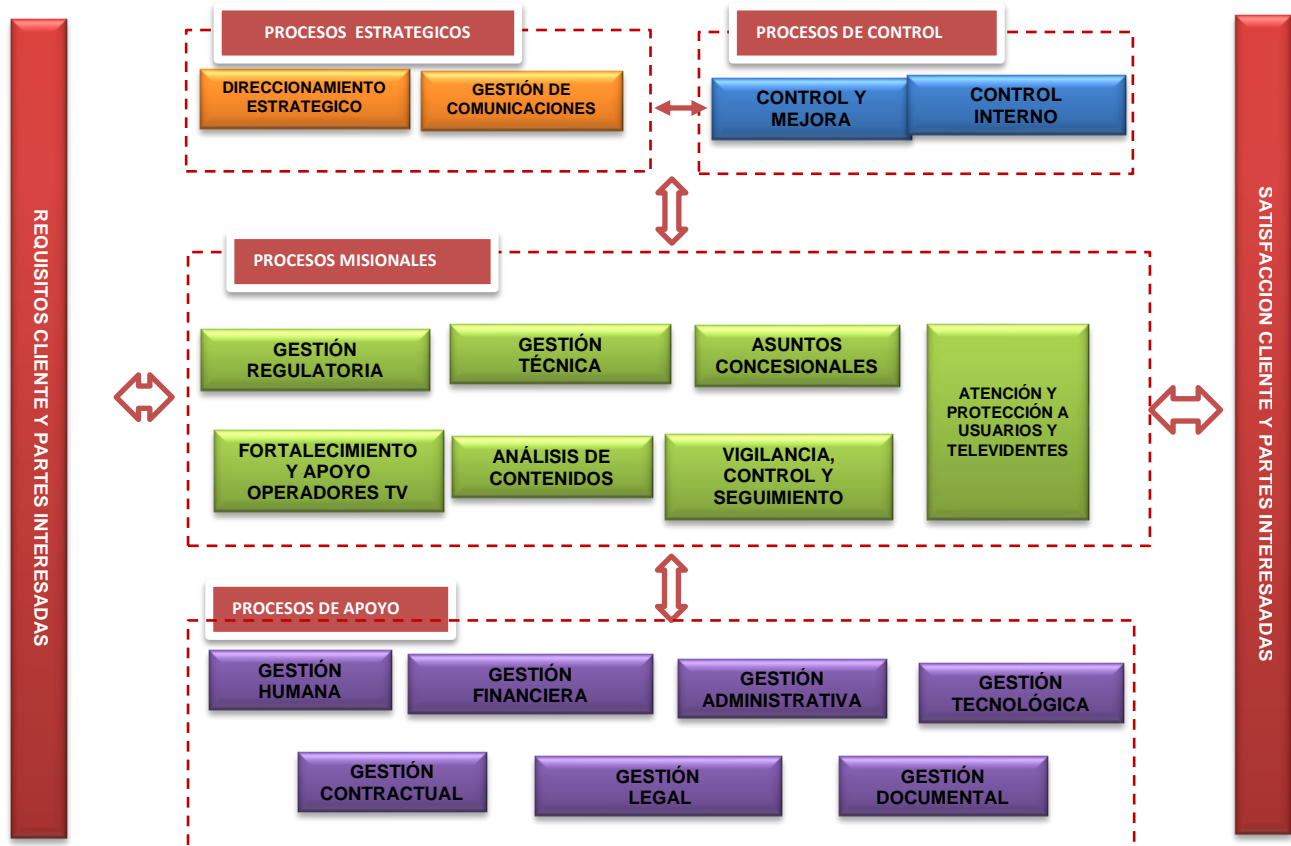 PROCESOS ESTRATEGICOS
PROCESOS DE CONTROL
DIRECCIONAMIENTO
ESTRATEGICO
GESTIÓN DE
COMUNICACIONES
CONTROL Y
MEJORA
CONTROL
INTERNO
REQUISITOS CLIENTE Y PARTES INTERESADAS
PROCESOS MISIONALES
GESTIÓN
REGULATORIA
GESTIÓN
TÉCNICA
ASUNTOS
CONCESIONALES
ATENCIÓN Y
PROTECCIÓN A
USUARIOS Y
TELEVIDENTES
FORTALECIMIENTO
Y APOYO
OPERADORES TV
ANÁLISIS DE
CONTENIDOS
VIGILANCIA,
CONTROL Y
SEGUIMIENTO
SATISFACCION CLIENTE Y PARTES INTERESAADAS
PROCESOS DE APOYO
GESTIÓN
HUMANA
GESTIÓN
FINANCIERA
GESTIÓN
ADMINISTRATIVA
GESTIÓN
TECNOLÓGICA
GESTIÓN
CONTRACTUAL
GESTIÓN
LEGAL
GESTIÓN
DOCUMENTAL